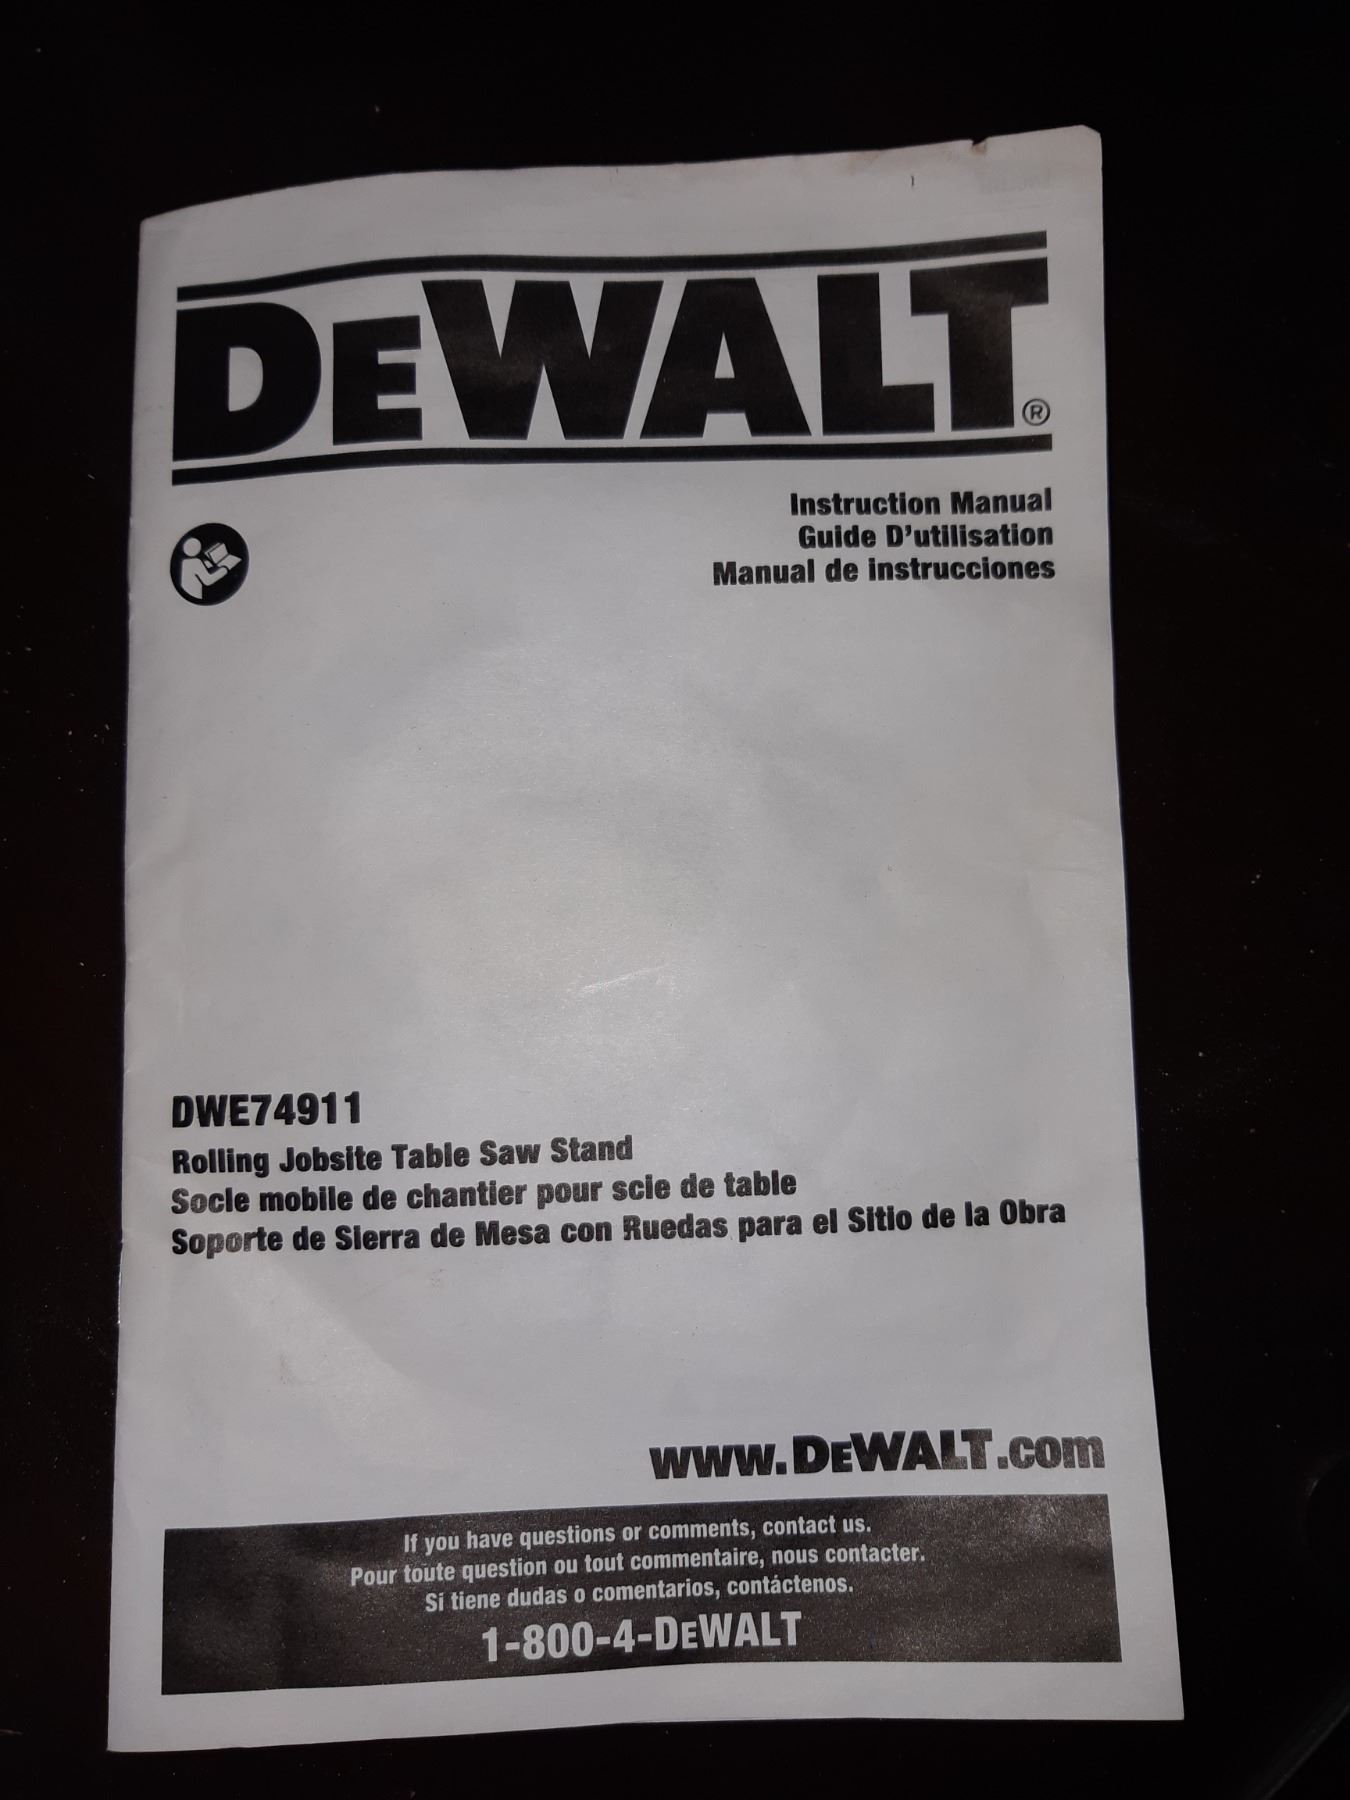 DEWALT®
Instruction Manual
Guide D'utilisation
Manual de instrucciones
DWE74911
Rolling Jobsite Table Saw Stand
Socle mobile de chantier pour scie de table
Soporte de Sierra de Mesa con Ruedas para el Sitio de la Obra
www.DEWALT.com
If you have questions or comments, contact us.
Pour toute question ou tout commentaire, nous contacter.
Si tiene dudas o comentarios, contáctenos.
1-800-4-DEWALT